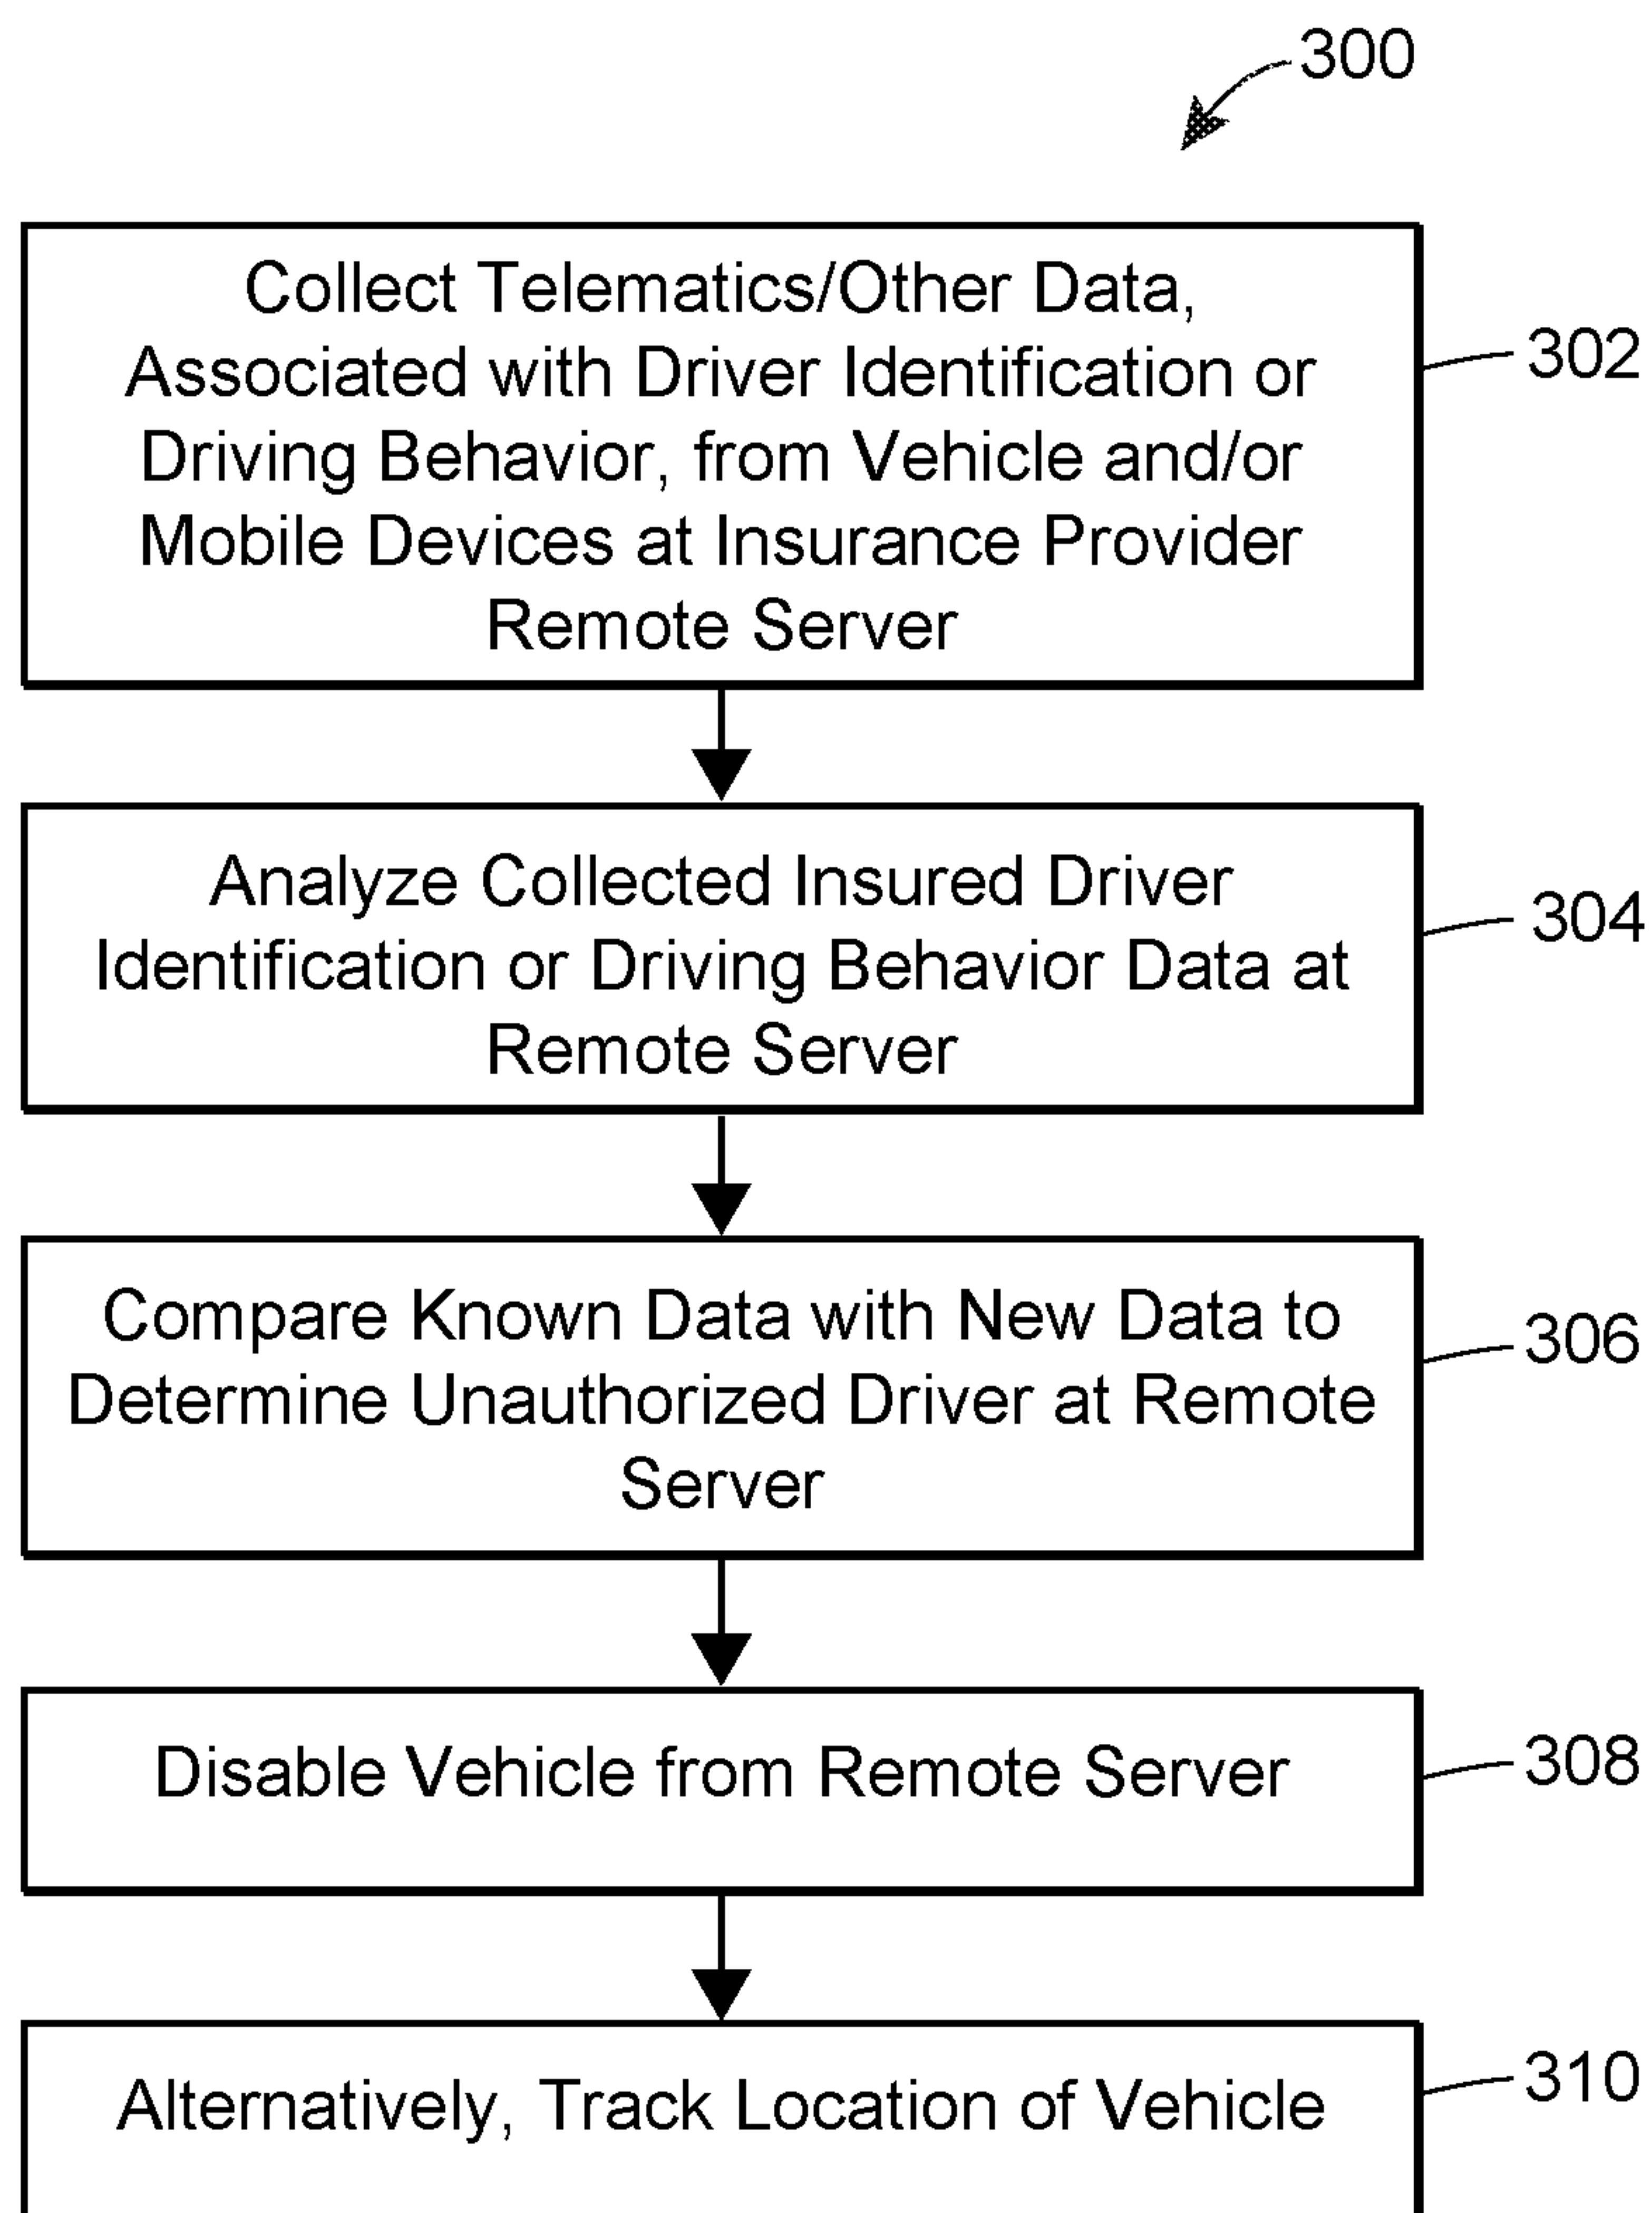 300
Collect Telematics/Other Data,
Associated with Driver Identification or
Driving Behavior, from Vehicle and/or
Mobile Devices at Insurance Provider
Remote Server
302
Analyze Collected Insured Driver
Identification or Driving Behavior Data at
Remote Server
304
Compare Known Data with New Data to
Determine Unauthorized Driver at Remote
Server
306
Disable Vehicle from Remote Server
308
Alternatively, Track Location of Vehicle
310